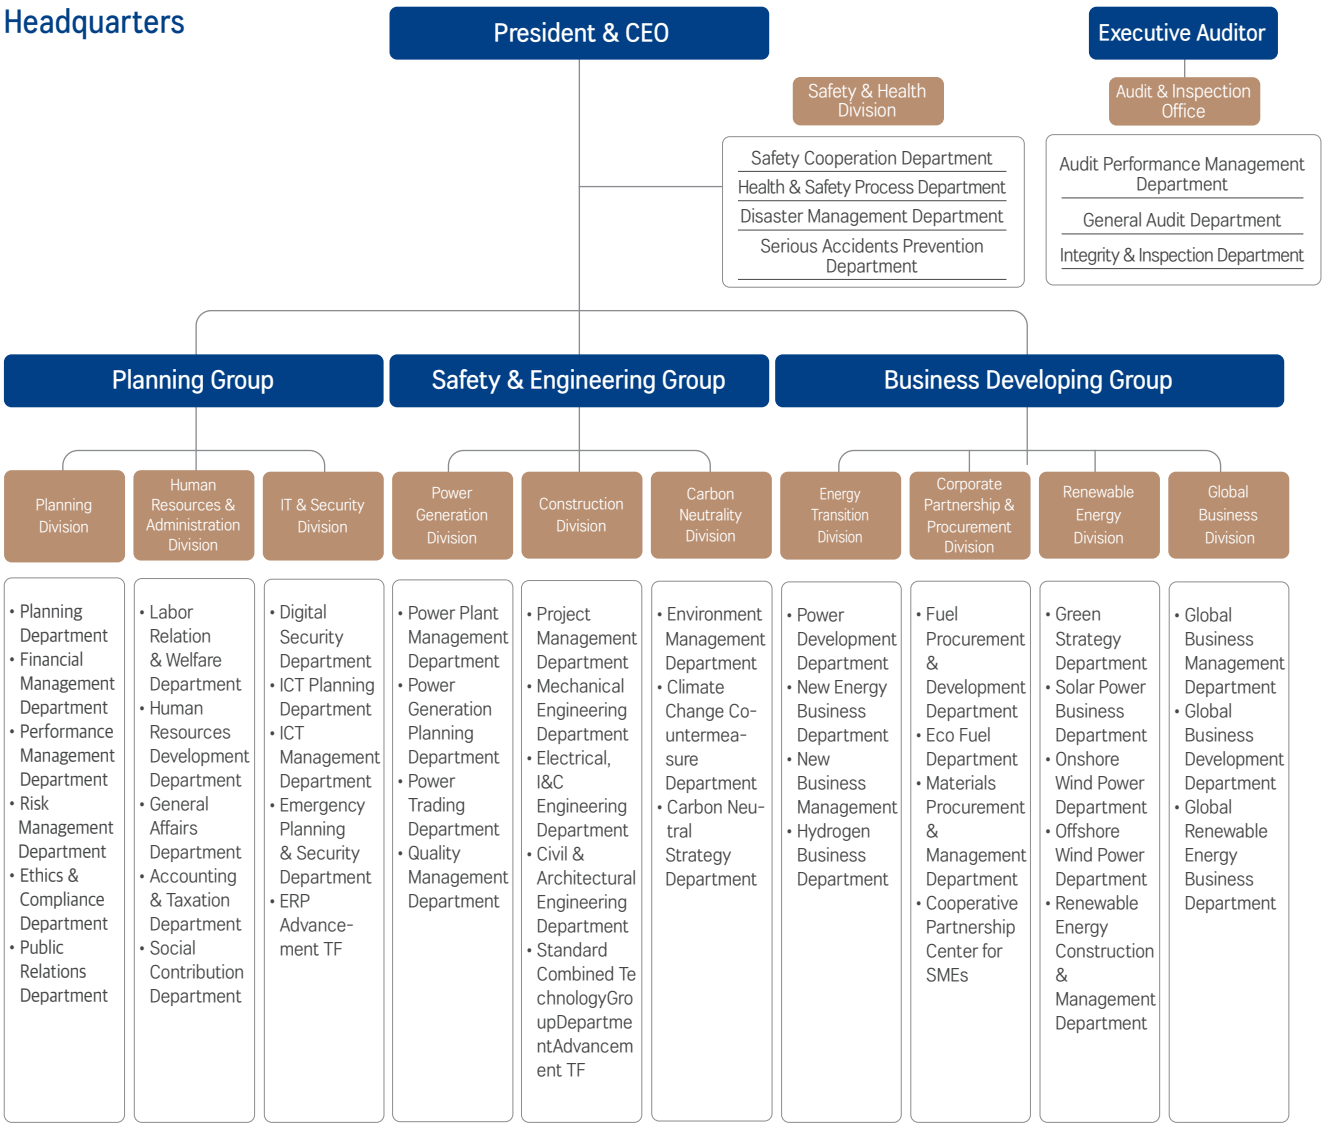 Headquarters
President & CEO
Executive Auditor
Safety & Health
Division
Audit & Inspection
Office
Safety Cooperation Department
Health & Safety Process Department
Disaster Management Department
Serious Accidents Prevention
Department
Audit Performance Management
Department
General Audit Department
Integrity & Inspection Department
Planning Group
Safety & Engineering Group
Business Developing Group
Planning
Division
Human
Resources &
Administration
Division
IT & Security
Division
Power
Generation
Division
Construction
Division
Carbon
Neutrality
Division
Energy
Transition
Division
Corporate
Partnership &
Procurement
Division
Renewable
Energy
Division
Global
Business
Division
• Planning
Department
• Financial
Management
Department
• Performance
Management
Department
• Risk
Management
Department
• Ethics &
Compliance
Department
• Public
Relations
Department
• Labor
Relation
& Welfare
Department
• Human
Resources
Development
Department
• General
Affairs
Department
• Accounting
& Taxation
Department
• Social
Contribution
Department
• Digital
Security
Department
• ICT Planning
Department
• ICT
Management
Department
• Emergency
Planning
& Security
Department
• ERP
Advance-
ment TF
• Power Plant
Management
Department
• Power
Generation
Planning
Department
• Power
Trading
Department
• Quality
Management
Department
• Project
Management
Department
• Mechanical
Engineering
Department
• Electrical,
I&C
Engineering
Department
• Civil &
Architectural
Engineering
Department
• Standard
Combined Te
chnologyGro
upDepartme
ntAdvancem
ent TF
• Environment
Management
Department
• Climate
Change Co-
untermea-
sure
Department
• Carbon Neu-
tral
Strategy
Department
• Power
Development
Department
• New Energy
Business
Department
• New
Business
Management
• Hydrogen
Business
Department
• Fuel
Procurement
&
Development
Department
• Eco Fuel
Department
• Materials
Procurement
&
Management
Department
• Cooperative
Partnership
Center for
SMEs
• Green
Strategy
Department
• Solar Power
Business
Department
• Onshore
Wind Power
Department
• Offshore
Wind Power
Department
• Renewable
Energy
Construction
&
Management
Department
• Global
Business
Management
Department
• Global
Business
Development
Department
• Global
Renewable
Energy
Business
Department